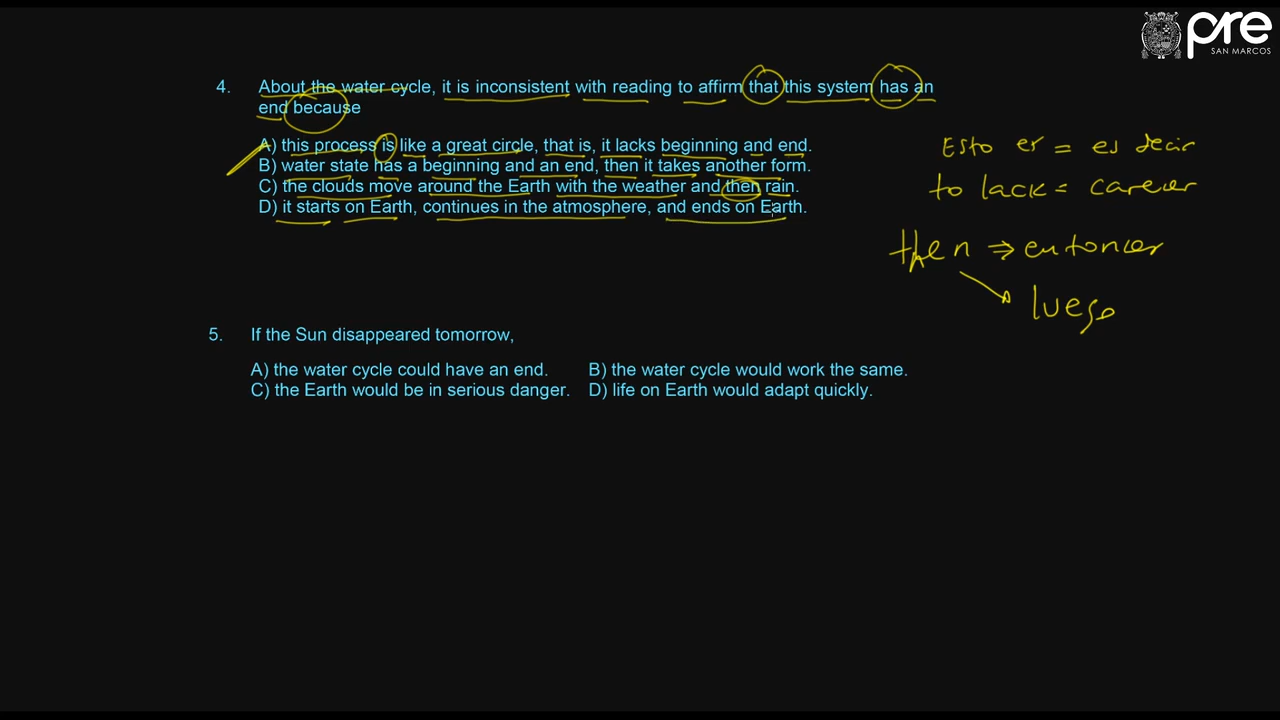 pre
SAN MARCOS
4. About the water cycle, it is inconsistent with reading to affirm that this system has an
end because
A) this process is like a great circle, that is, it lacks beginning and end.
B) water state has a beginning and an end, then it takes another form.
C) the clouds move around the Earth with the weather and then rain.
D) it starts on Earth, continues in the atmosphere, and ends on Earth.
Esto es = es decir
to lack = carecer
then ⇒ entonces
luego
5. If the Sun disappeared tomorrow,
A) the water cycle could have an end. B) the water cycle would work the same.
C) the Earth would be in serious danger. D) life on Earth would adapt quickly.